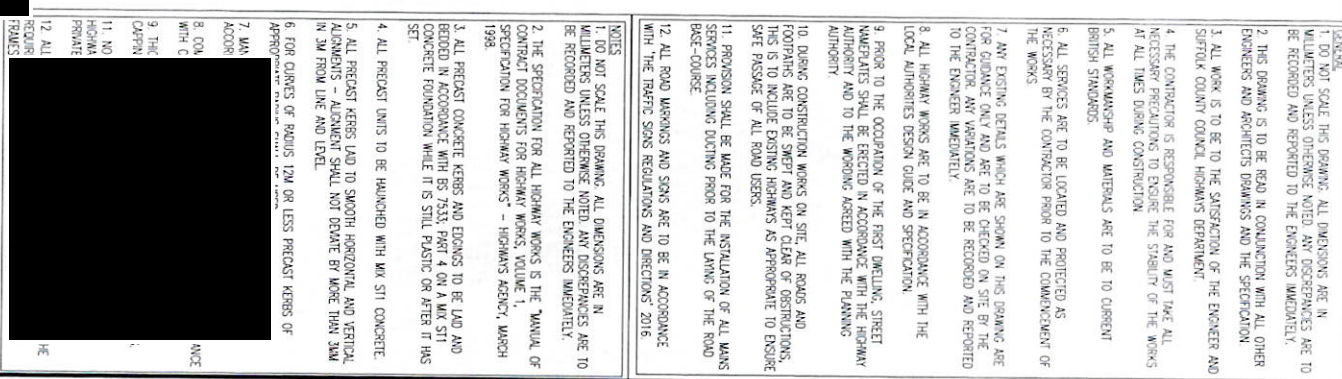 GENERAL
1. DO NOT SCALE THIS DRAWING. ALL DIMENSIONS ARE IN
MILLIMETERS UNLESS OTHERWISE NOTED. ANY DISCREPANCIES ARE TO
BE RECORDED AND REPORTED TO THE ENGINEERS IMMEDIATELY.
2. THIS DRAWING IS TO BE READ IN CONJUNCTION WITH ALL OTHER
ENGINEERS AND ARCHITECTS DRAWINGS AND THE SPECIFICATION.
3. ALL WORK IS TO BE TO THE SATISFACTION OF THE ENGINEER AND
SUFFOLK COUNTY COUNCIL HIGHWAYS DEPARTMENT.
4. THE CONTRACTOR IS RESPONSIBLE FOR AND MUST TAKE ALL
NECESSARY PRECAUTIONS TO ENSURE THE STABILITY OF THE WORKS
AT ALL TIMES DURING CONSTRUCTION.
5. ALL WORKMANSHIP AND MATERIALS ARE TO BE TO CURRENT
BRITISH STANDARDS.
6. ALL SERVICES ARE TO BE LOCATED AND PROTECTED AS
NECESSARY BY THE CONTRACTOR PRIOR TO THE COMMENCEMENT OF
THE WORKS.
7. ANY EXISTING DETAILS WHICH ARE SHOWN ON THIS DRAWING ARE
FOR GUIDANCE ONLY AND ARE TO BE CHECKED ON SITE BY THE
CONTRACTOR. ANY VARIATIONS ARE TO BE RECORDED AND REPORTED
TO THE ENGINEER IMMEDIATELY.
8. ALL HIGHWAY WORKS ARE TO BE IN ACCORDANCE WITH THE
LOCAL AUTHORITIES DESIGN GUIDE AND SPECIFICATION.
9. PRIOR TO THE OCCUPATION OF THE FIRST DWELLING, STREET
NAMEPLATES SHALL BE ERECTED IN ACCORDANCE WITH THE HIGHWAY
AUTHORITY AND TO THE WORDING AGREED WITH THE PLANNING
AUTHORITY.
10. DURING CONSTRUCTION WORKS ON SITE, ALL ROADS AND
FOOTPATHS ARE TO BE SWEPT AND KEPT CLEAR OF OBSTRUCTIONS,
THIS IS TO INCLUDE EXISTING HIGHWAYS AS APPROPRIATE TO ENSURE
SAFE PASSAGE OF ALL ROAD USERS.
11. PROVISION SHALL BE MADE FOR THE INSTALLATION OF ALL MAINS
SERVICES INCLUDING DUCTING PRIOR TO THE LAYING OF THE ROAD
BASE-COURSE.
12. ALL ROAD MARKINGS AND SIGNS ARE TO BE IN ACCORDANCE
WITH 'THE TRAFFIC SIGNS REGULATIONS AND DIRECTIONS' 2016.
NOTES
1. DO NOT SCALE THIS DRAWING. ALL DIMENSIONS ARE IN
MILLIMETERS UNLESS OTHERWISE NOTED. ANY DISCREPANCIES ARE TO
BE RECORDED AND REPORTED TO THE ENGINEERS IMMEDIATELY.
2. THE SPECIFICATION FOR ALL HIGHWAY WORKS IS THE "MANUAL OF
CONTRACT DOCUMENTS FOR HIGHWAY WORKS, VOLUME 1,
SPECIFICATION FOR HIGHWAY WORKS" – HIGHWAYS AGENCY, MARCH
1998.
3. ALL PRECAST CONCRETE KERBS AND EDGINGS TO BE LAID AND
BEDDED IN ACCORDANCE WITH BS 7533, PART 4 ON A MIX ST1
CONCRETE FOUNDATION WHILE IT IS STILL PLASTIC OR AFTER IT HAS
SET.
4. ALL PRECAST UNITS TO BE HAUNCHED WITH MIX ST1 CONCRETE.
5. ALL PRECAST KERBS LAID TO SMOOTH HORIZONTAL AND VERTICAL
ALIGNMENTS – ALIGNMENT SHALL NOT DEVIATE BY MORE THAN 3MM
IN 3M FROM LINE AND LEVEL.
6. FOR CURVES OF RADIUS 12M OR LESS PRECAST KERBS OF
7. MAN
ACCOR
8. COM ANCE
WITH C
9. THIC
CAPPIN
11. NO
HIGHWA
PRIVATE
12. ALL HE
REQUIR
FRAMES